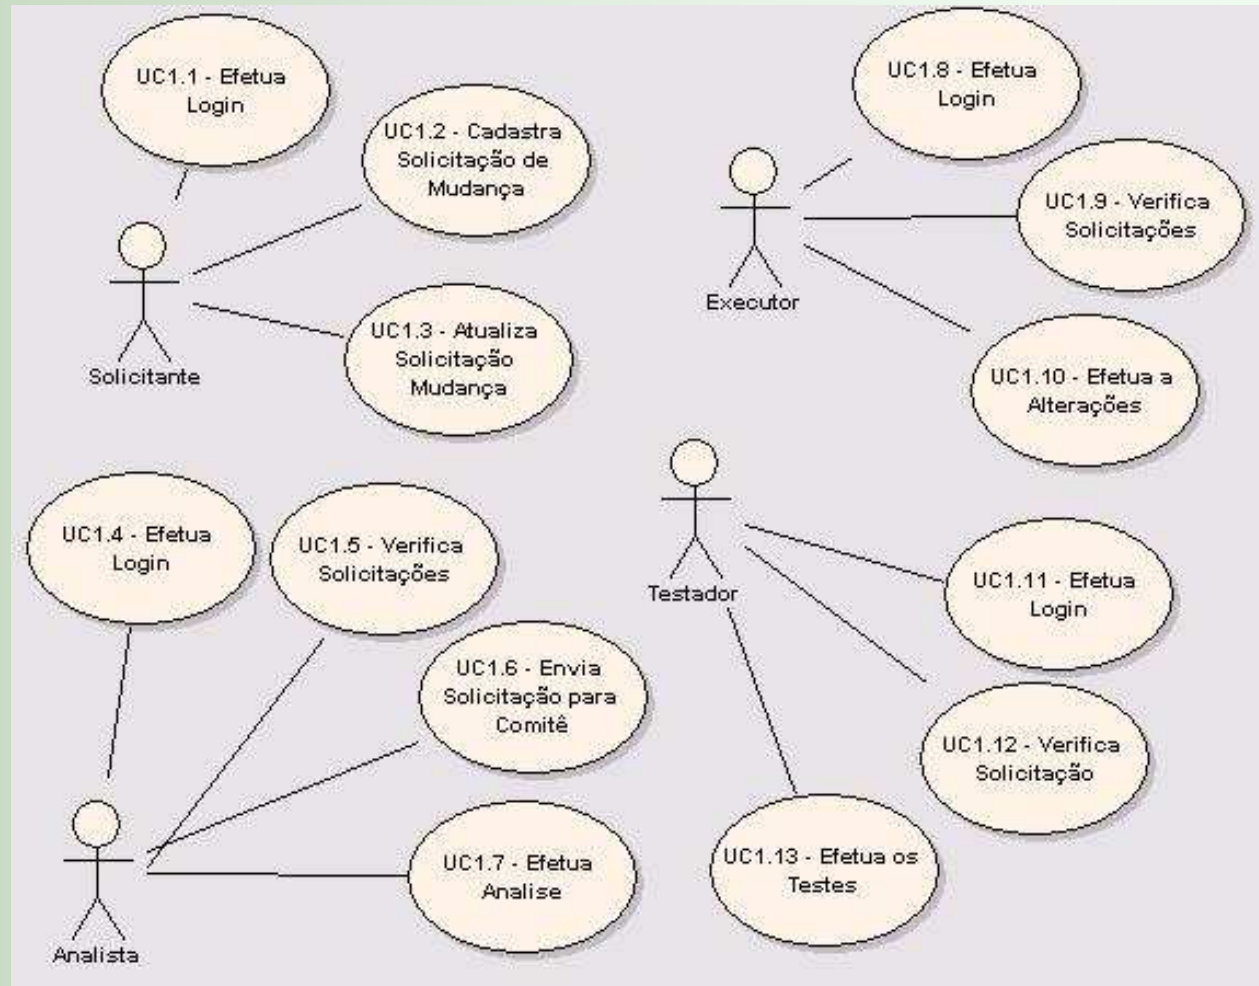 UC1.1 - Efetua
Login
UC1.2 - Cadastra
Solicitação de
Mudança
UC1.3 - Atualiza
Solicitação
Mudança
Solicitante
UC1.8 - Efetua
Login
UC1.9 - Verifica
Solicitações
Executor
UC1.10 - Efetua a
Alterações
UC1.4 - Efetua
Login
UC1.5 - Verifica
Solicitações
UC1.6 - Envia
Solicitação para
Comitê
UC1.7 - Efetua
Analise
Analista
Testador
UC1.11 - Efetua
Login
UC1.12 - Verifica
Solicitação
UC1.13 - Efetua os
Testes